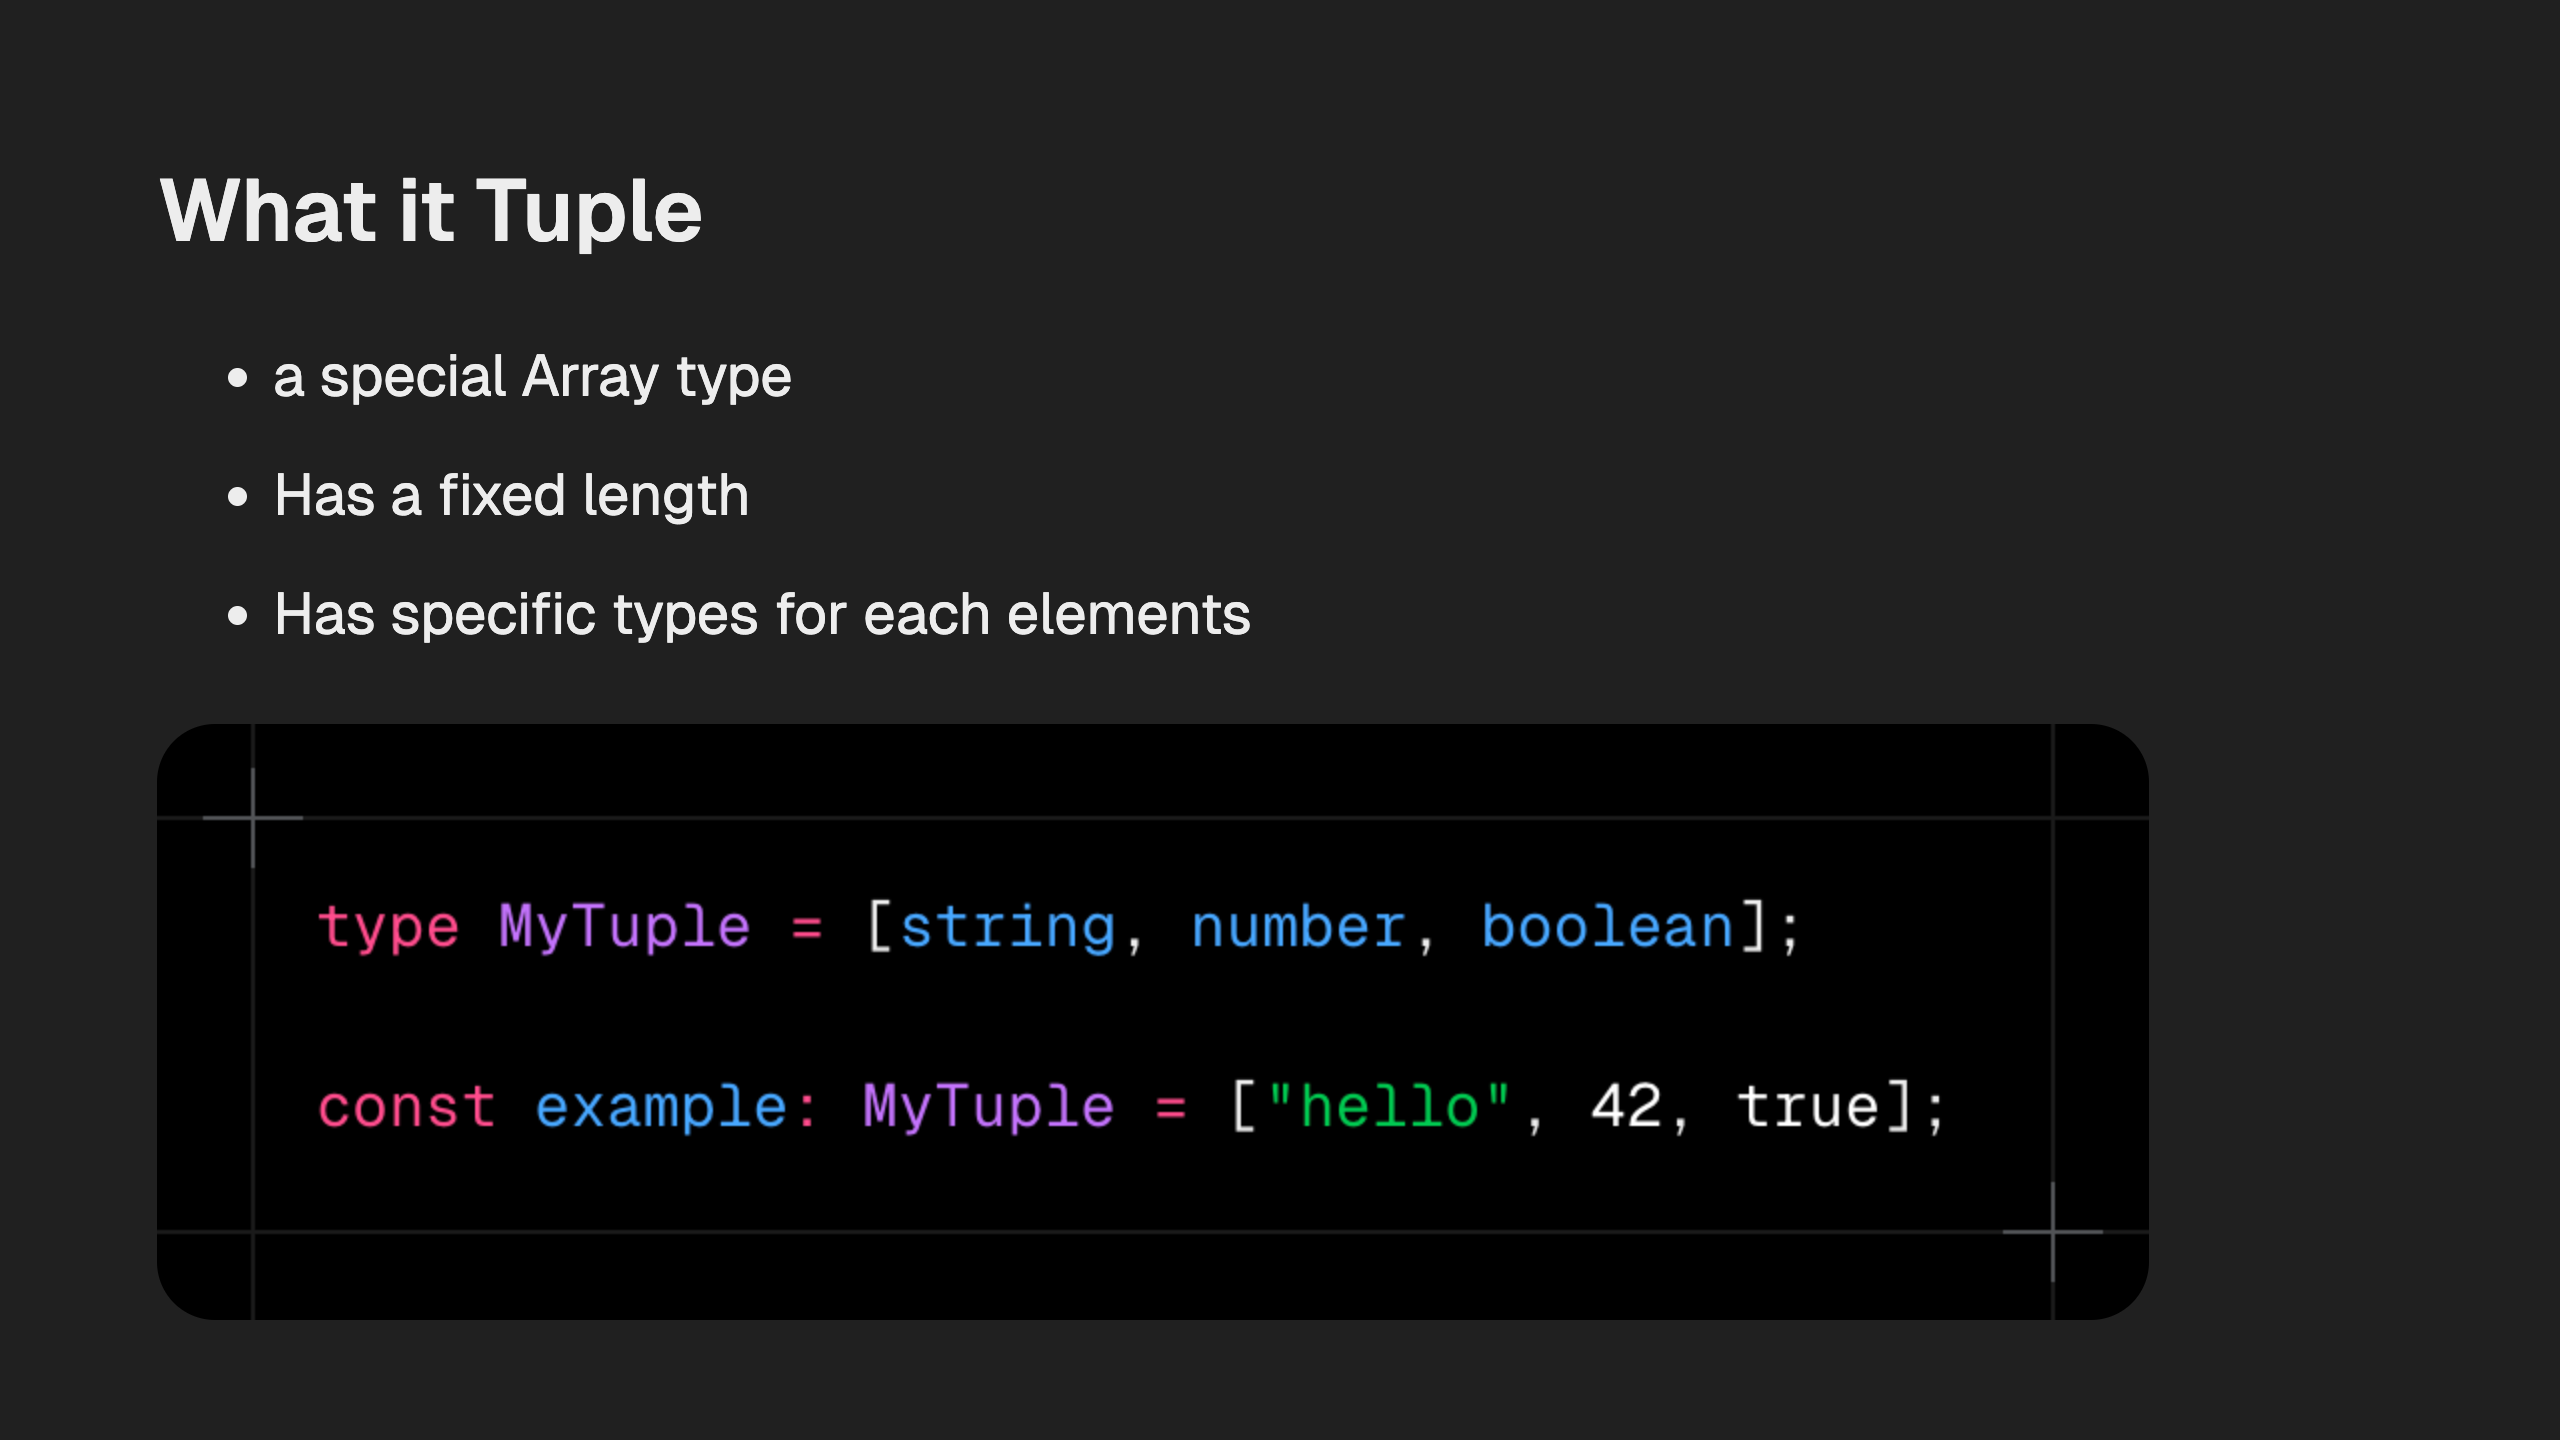 What it Tuple
• a special Array type
• Has a fixed length
• Has specific types for each elements
type MyTuple = [string, number, boolean];
const example: MyTuple = ["hello", 42, true];